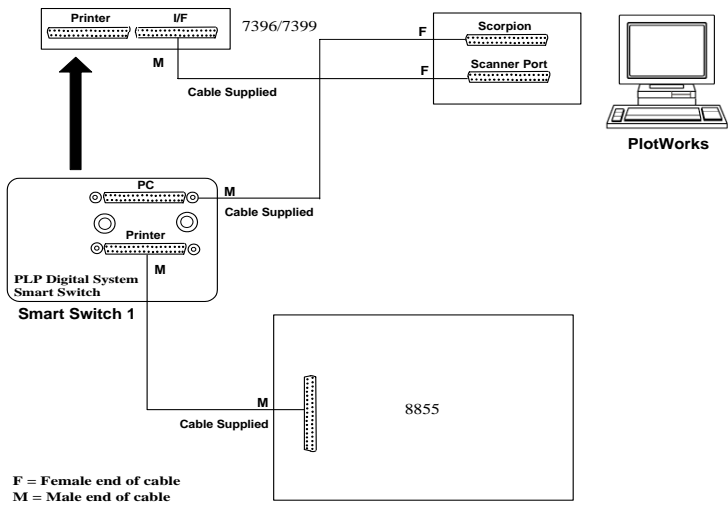 Printer
I/F
7396/7399
M
Cable Supplied
F
Scorpion
F
Scanner Port
PlotWorks
PC
M
Cable Supplied
Printer
M
PLP Digital System
Smart Switch
Smart Switch 1
M
Cable Supplied
8855
F = Female end of cable
M = Male end of cable